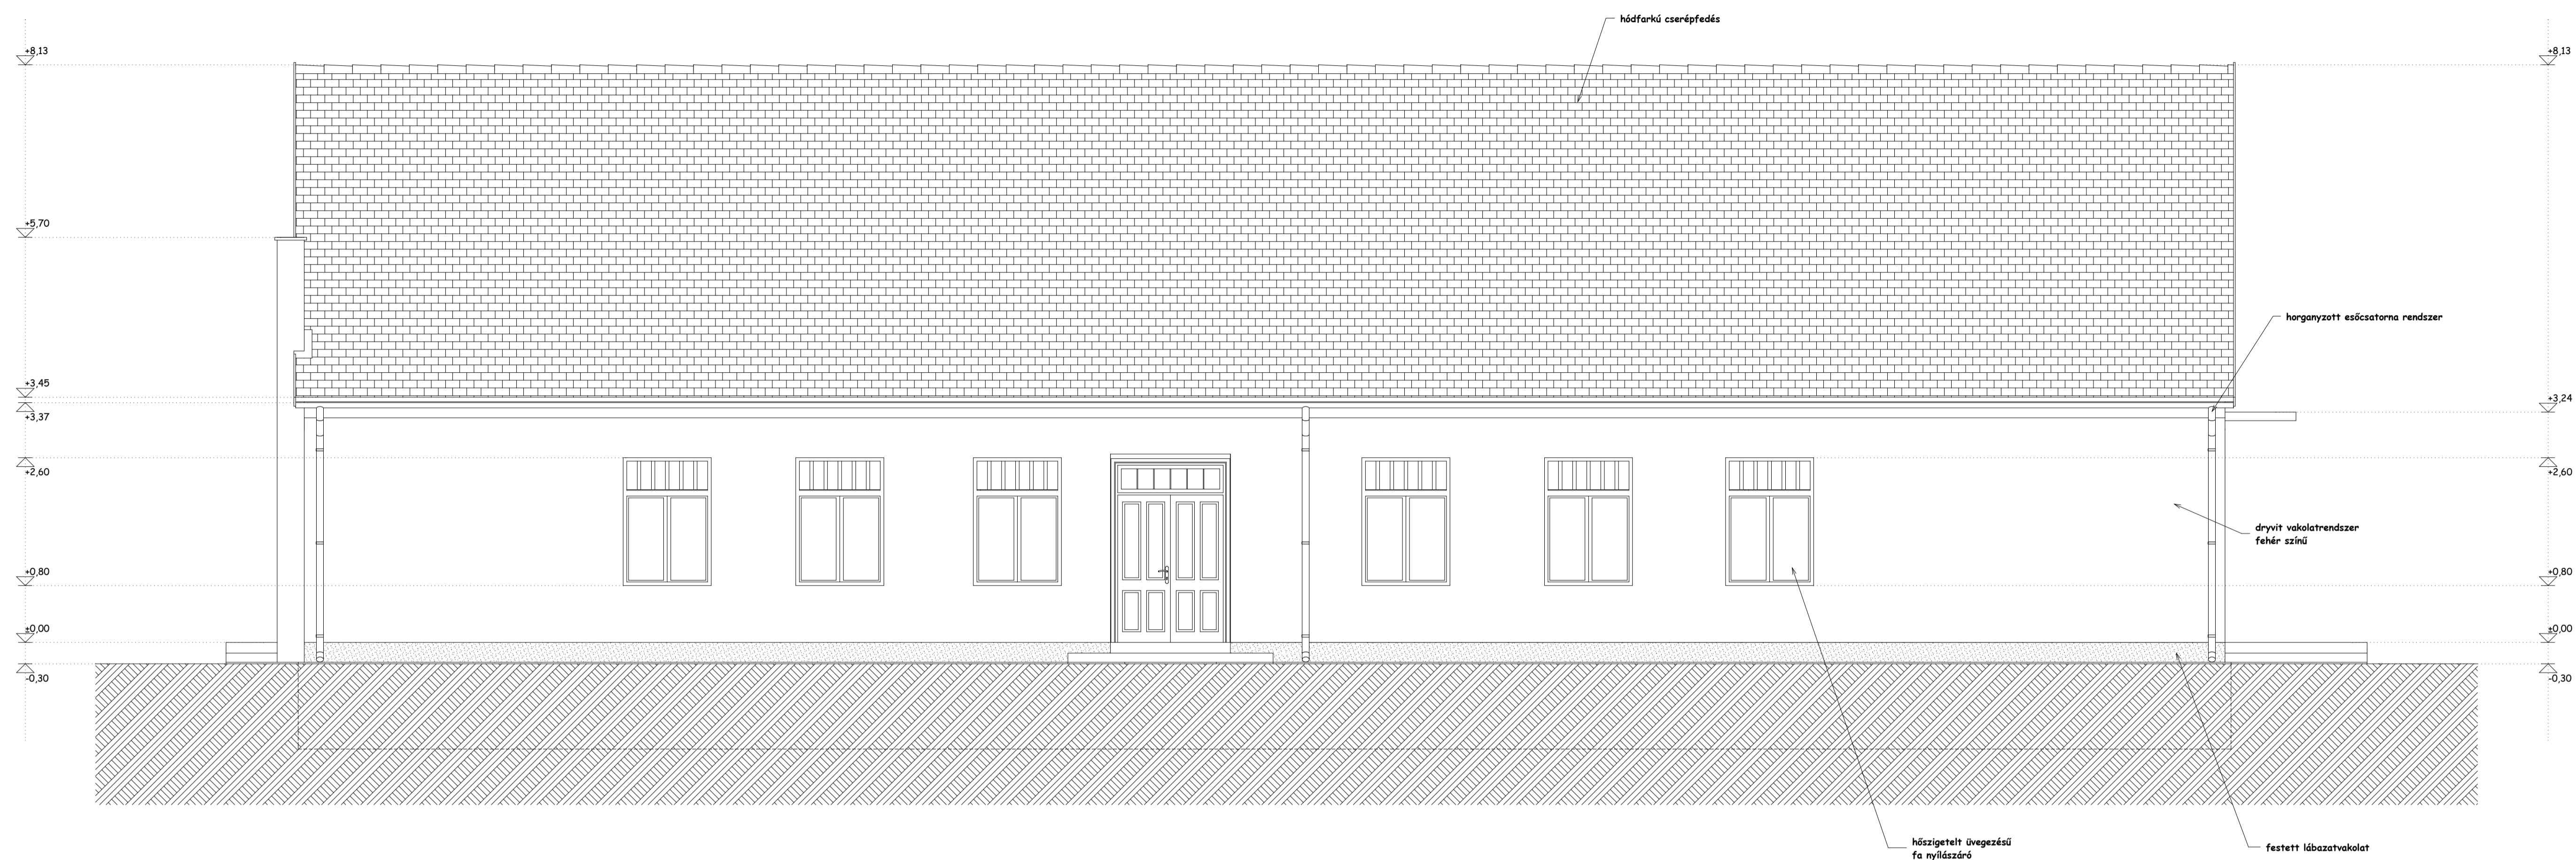 hódfarkú cserépfedés
+8,13
+8,13
+5,70
horganyzott esőcsatorna rendszer
+3,45
+3,24
+3,37
+2,60
+2,60
dryvit vakolatrendszer
fehér színű
+0,80
+0,80
±0,00
±0,00
-0,30
-0,30
hőszigetelt üvegezésű
fa nyílászáró
festett lábazatvakolat